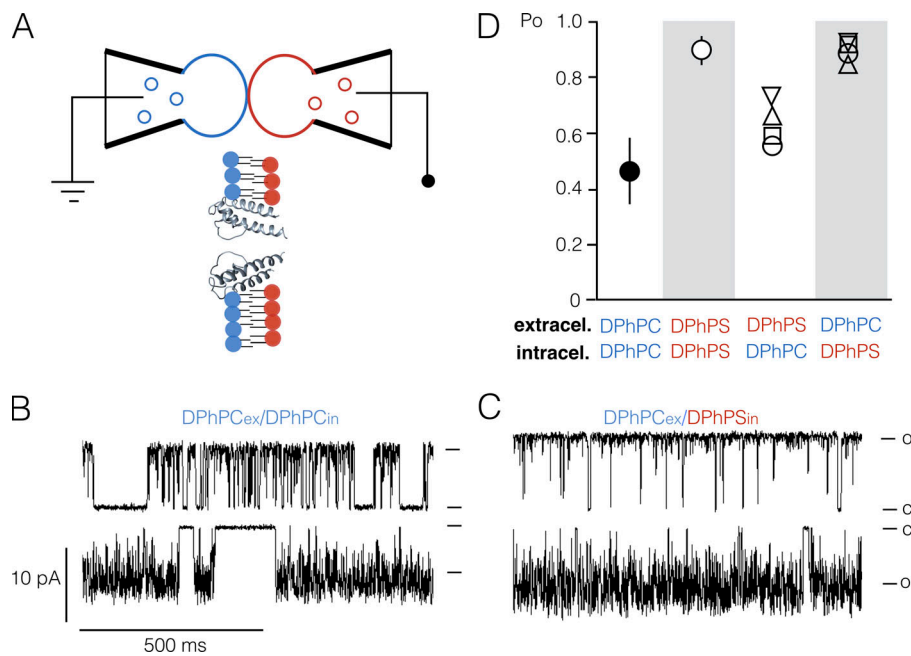 A
B
DPhPCex/DPhPCin
10 pA
500 ms
C
DPhPCex/DPhPSin
o
c
c
o
D
Po
1.0
0.8
0.6
0.4
0.2
0
extracel. DPhPC DPhPS DPhPS DPhPC
intracel. DPhPC DPhPS DPhPC DPhPS